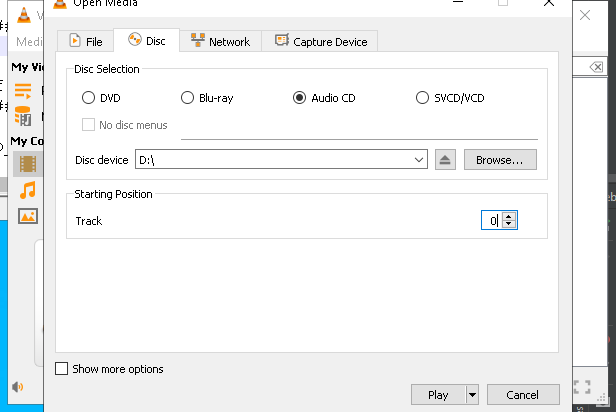 Open Media
Medi
File
Disc
Network
Capture Device
My Vi
Disc Selection
DVD
Blu-ray
Audio CD
SVCD/VCD
No disc menus
My Co
Disc device
D:\
Browse...
Starting Position
Track
0
Show more options
Play
Cancel